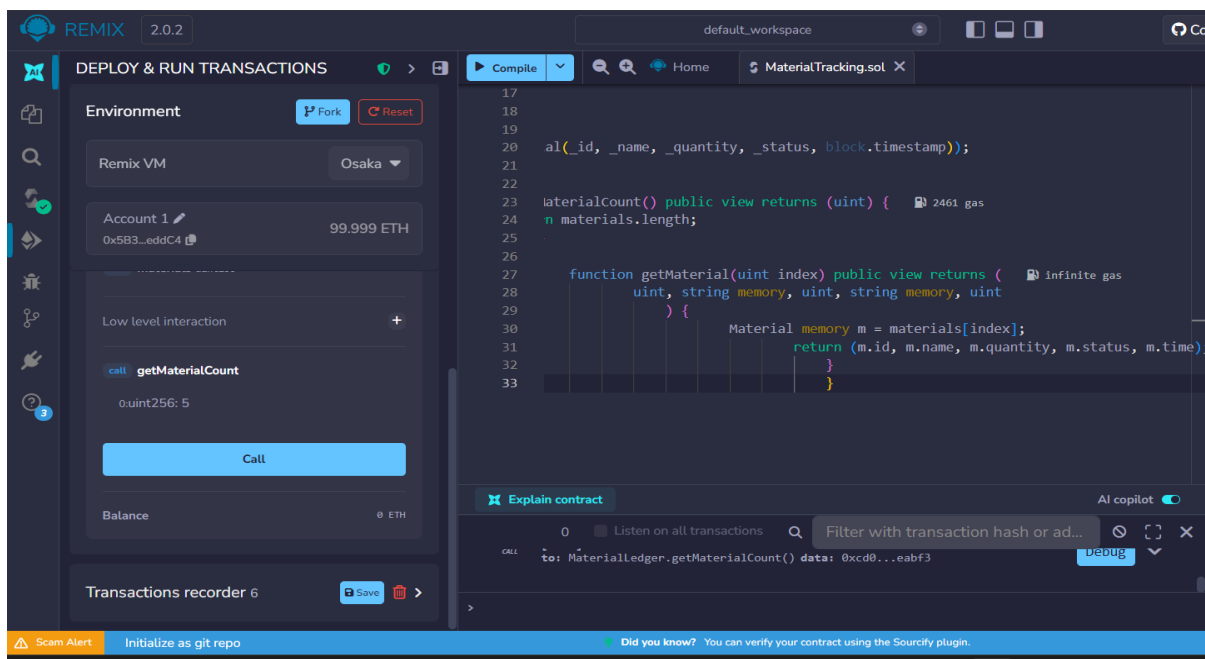 REMIX 2.0.2 default_workspace
DEPLOY & RUN TRANSACTIONS
Environment Fork Reset
Remix VM Osaka
Account 1 99.999 ETH
0x5B3...eddC4
Low level interaction +
call getMaterialCount
0:uint256: 5
Call
Balance 0 ETH
Transactions recorder 6 Save
Compile Home MaterialTracking.sol
17
18
19
20 al(_id, _name, _quantity, _status, block.timestamp));
21
22
23 aterialCount() public view returns (uint) { 2461 gas
24 n materials.length;
25
26
27 function getMaterial(uint index) public view returns ( infinite gas
28 uint, string memory, uint, string memory, uint
29 ) {
30 Material memory m = materials[index];
31 return (m.id, m.name, m.quantity, m.status, m.time)
32 }
33 }
Explain contract AI copilot
0 Listen on all transactions Filter with transaction hash or ad...
CALL to: MaterialLedger.getMaterialCount() data: 0xcd0...eabf3 Debug
>
Scam Alert Initialize as git repo Did you know? You can verify your contract using the Sourcify plugin.
AI
3
Co